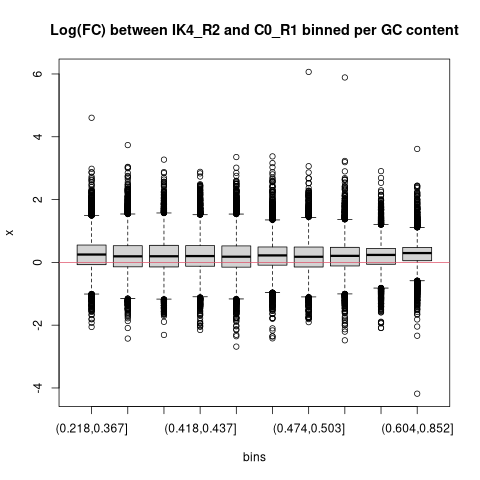 Log(FC) between IK4_R2 and C0_R1 binned per GC content
6
4
2
0
-2
-4
x
(0.218,0.367] (0.418,0.437] (0.474,0.503] (0.604,0.852]
bins